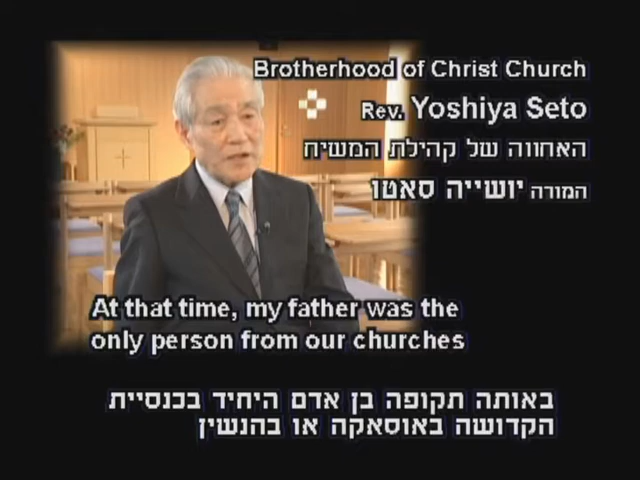 Brotherhood of Christ Church
Rev. Yoshiya Seto
האחווה של קהילת המשיח
המורה יושייה סאטו
At that time, my father was the
only person from our churches
באותה תקופה בן אדם היחיד בכנסיית
הקדושה באוסאקה או בהנשין